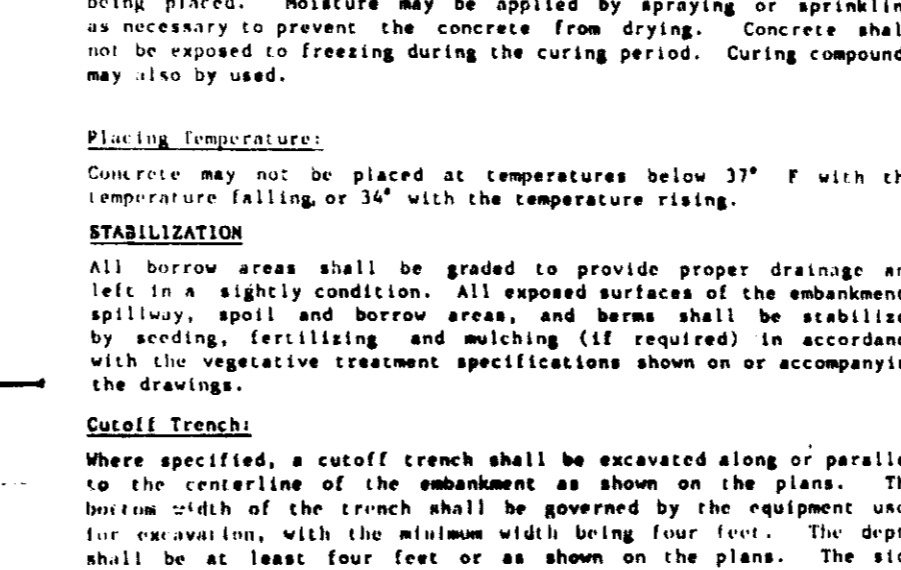 being placed. Moisture may be applied by spraying or sprinklin
as necessary to prevent the concrete from drying. Concrete shal
not be exposed to freezing during the curing period. Curing compound
may also by used.
Placing Temperature:
Concrete may not be placed at temperatures below 37° F with th
temperature falling, or 34° with the temperature rising.
STABILIZATION
All borrow areas shall be graded to provide proper drainage an
left in a sightly condition. All exposed surfaces of the embankment
spillway, spoil and borrow areas, and berms shall be stabilize
by seeding, fertilizing and mulching (if required) in accordanc
with the vegetative treatment specifications shown on or accompanyin
the drawings.
Cutoff Trench:
Where specified, a cutoff trench shall be excavated along or paralle
to the centerline of the embankment as shown on the plans. Th
bottom width of the trench shall be governed by the equipment use
for excavation, with the minimum width being four feet. The dept
shall be at least four feet or as shown on the plans. The sid